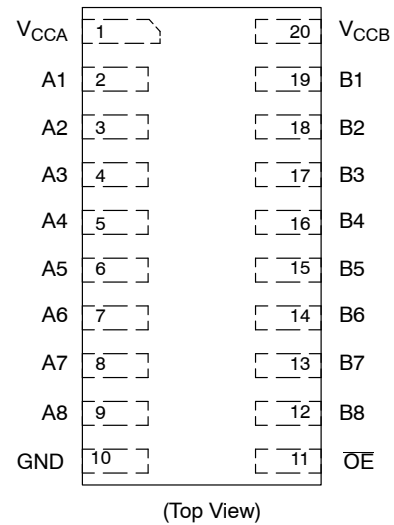 VCCA 1 20 VCCB
A1 2 19 B1
A2 3 18 B2
A3 4 17 B3
A4 5 16 B4
A5 6 15 B5
A6 7 14 B6
A7 8 13 B7
A8 9 12 B8
GND 10 11 O̅E̅
(Top View)